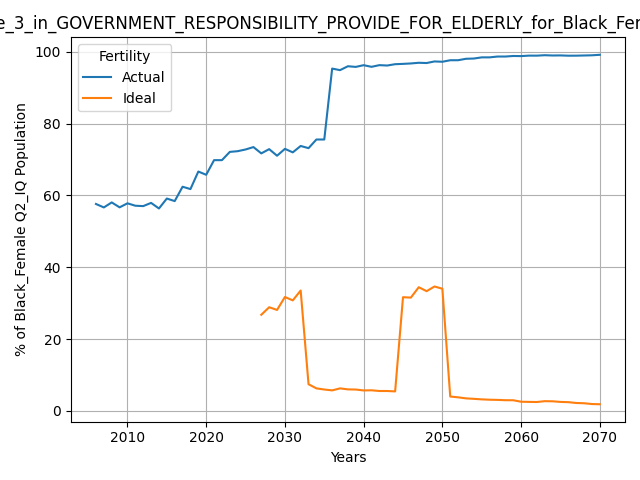 e_3_in_GOVERNMENT_RESPONSIBILITY_PROVIDE_FOR_ELDERLY_for_Black_Fem
Fertility
Actual
Ideal
100
80
60
40
20
0
% of Black_Female Q2_IQ Population
2010 2020 2030 2040 2050 2060 2070
Years